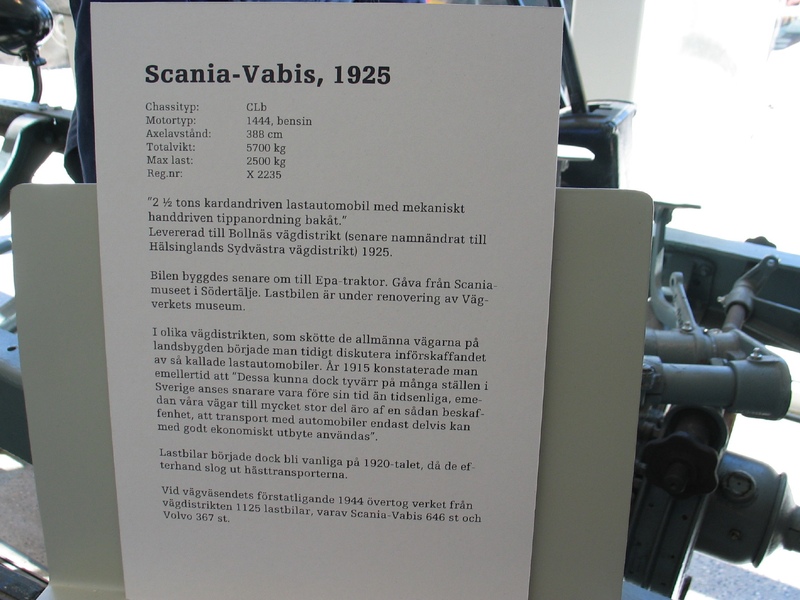 Scania-Vabis, 1925
Chassityp: CLb
Motortyp: 1444, bensin
Axelavstånd: 388 cm
Totalvikt: 5700 kg
Max last: 2500 kg
Reg.nr: X 2235
"2 ½ tons kardandriven lastautomobil med mekaniskt
handdriven tippanordning bakåt."
Levererad till Bollnäs vägdistrikt (senare namnändrat till
Hälsinglands Sydvästra vägdistrikt) 1925.
Bilen byggdes senare om till Epa-traktor. Gåva från Scania-
museet i Södertälje. Lastbilen är under renovering av Väg-
verkets museum.
I olika vägdistrikten, som skötte de allmänna vägarna på
landsbygden började man tidigt diskutera införskaffandet
av så kallade lastautomobiler. År 1915 konstaterade man
emellertid att "Dessa kunna dock tyvärr på många ställen i
Sverige anses snarare vara före sin tid än tidsenliga, eme-
dan våra vägar till mycket stor del äro af en sådan beskaf-
fenhet, att transport med automobiler endast delvis kan
med godt ekonomiskt utbyte användas".
Lastbilar började dock bli vanliga på 1920-talet, då de ef-
terhand slog ut hästtransporterna.
Vid vägväsendets förstatligande 1944 övertog verket från
vägdistrikten 1125 lastbilar, varav Scania-Vabis 646 st och
Volvo 367 st.